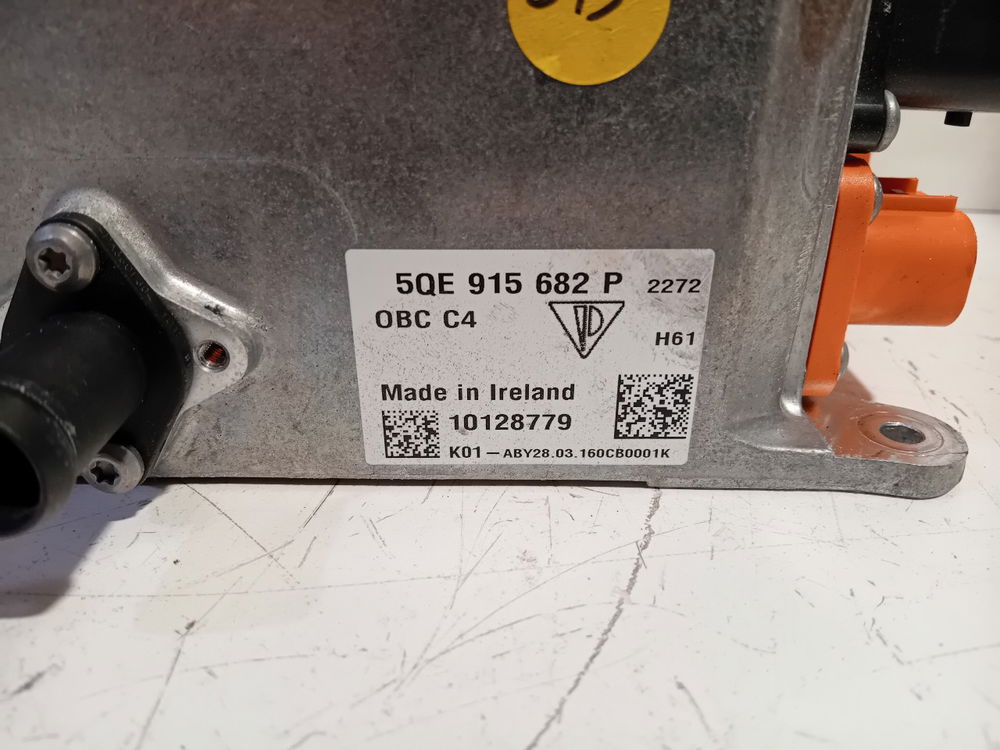 5QE 915 682 P 2272
OBC C4
H61
Made in Ireland
10128779
K01 – ABY28.03.160CB0001K